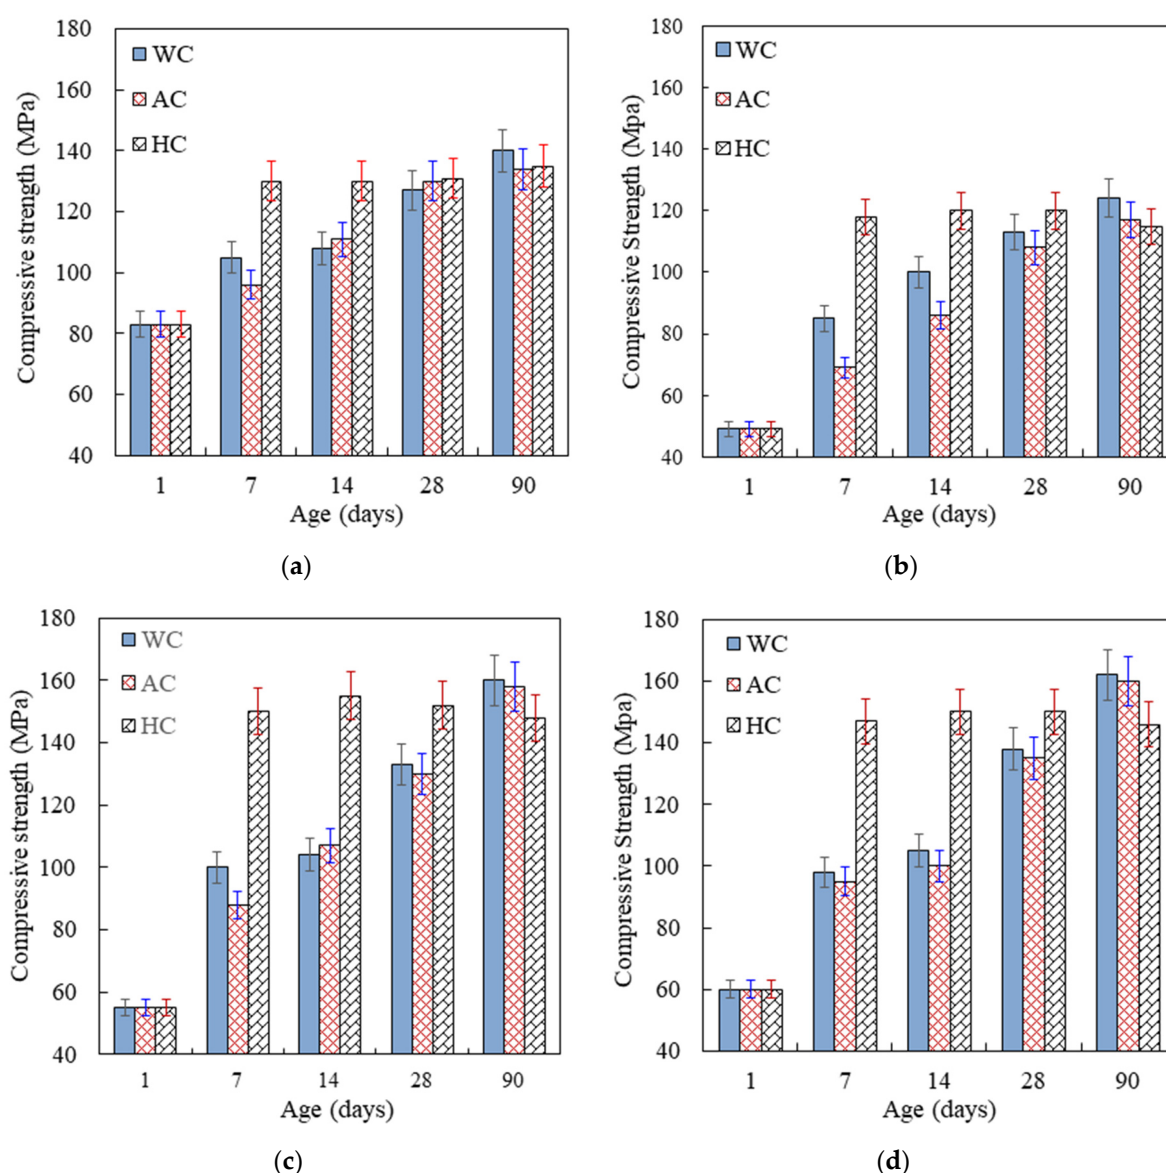 180
160
140
120
100
80
60
40
Compressive strength (MPa)
WC
AC
HC
1 7 14 28 90
Age (days)
(a)
180
160
140
120
100
80
60
40
Compressive Strength (Mpa)
WC
AC
HC
1 7 14 28 90
Age (days)
(b)
180
160
140
120
100
80
60
40
Compressive strength (MPa)
WC
AC
HC
1 7 14 28 90
Age (days)
(c)
180
160
140
120
100
80
60
40
Compressive Strength (Mpa)
WC
AC
HC
1 7 14 28 90
Age (days)
(d)